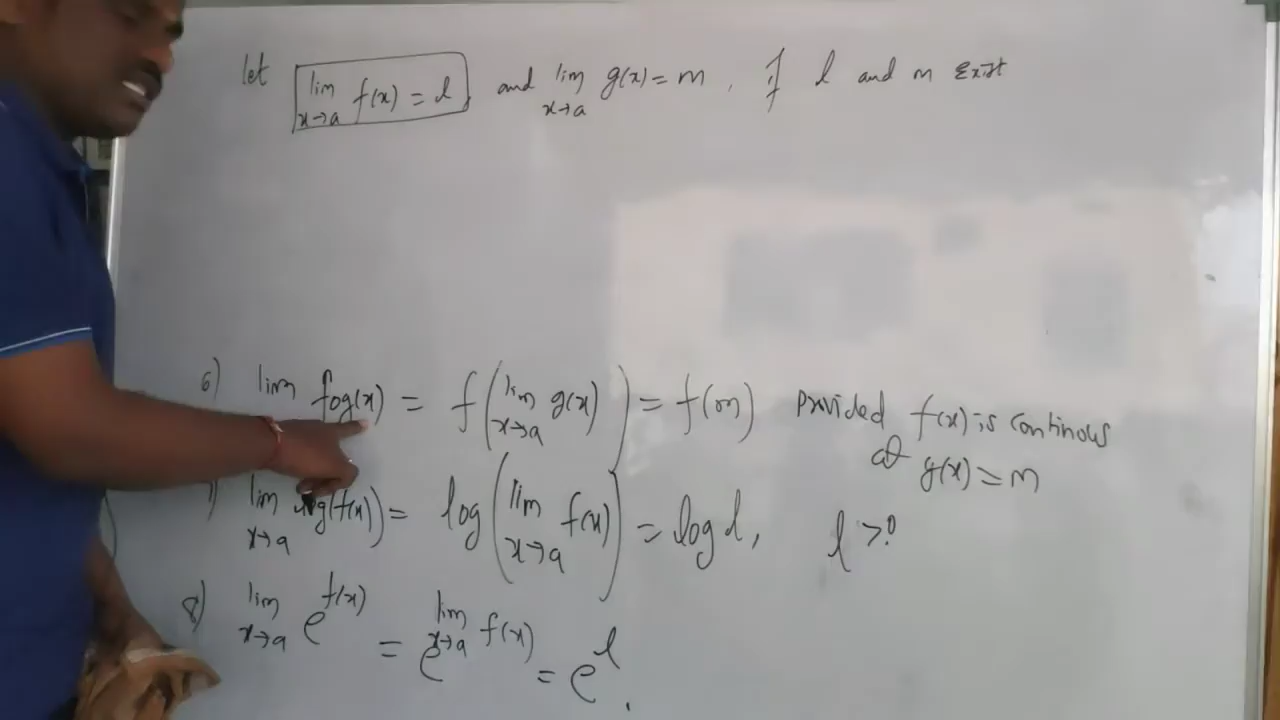 let lim x→a f(x) = l and lim x→a g(x) = m , if l and m Exist
6) lim fog(x) = f(lim x→a g(x)) = f(m) provided f(x) is continous at g(x) = m
7) lim x→a log(f(x)) = log(lim x→a f(x)) = log l, l >0
8) lim x→a e^f(x) = e^lim x→a f(x) = e^l.